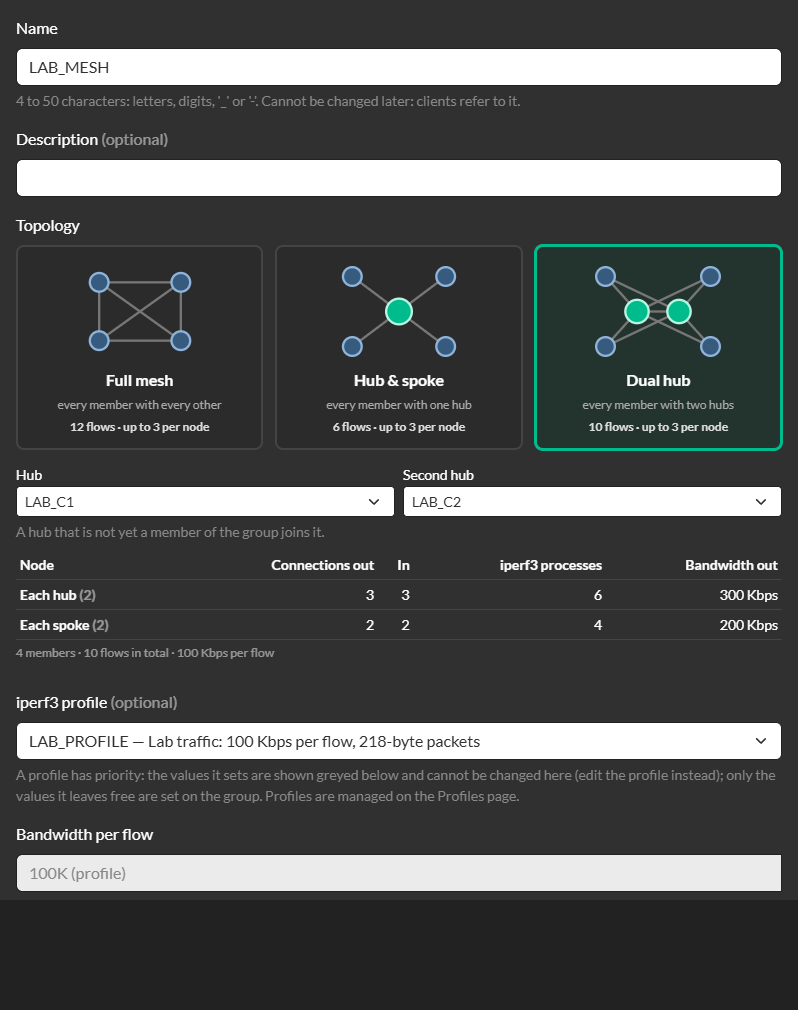 Name
LAB_MESH
4 to 50 characters: letters, digits, '_' or '-'. Cannot be changed later: clients refer to it.
Description (optional)
Topology
Full mesh
every member with every other
12 flows · up to 3 per node
Hub & spoke
every member with one hub
6 flows · up to 3 per node
Dual hub
every member with two hubs
10 flows · up to 3 per node
Hub
Second hub
LAB_C1
LAB_C2
A hub that is not yet a member of the group joins it.
Node Connections out In iperf3 processes Bandwidth out
Each hub (2) 3 3 6 300 Kbps
Each spoke (2) 2 2 4 200 Kbps
4 members · 10 flows in total · 100 Kbps per flow
iperf3 profile (optional)
LAB_PROFILE — Lab traffic: 100 Kbps per flow, 218-byte packets
A profile has priority: the values it sets are shown greyed below and cannot be changed here (edit the profile instead); only the
values it leaves free are set on the group. Profiles are managed on the Profiles page.
Bandwidth per flow
100K (profile)